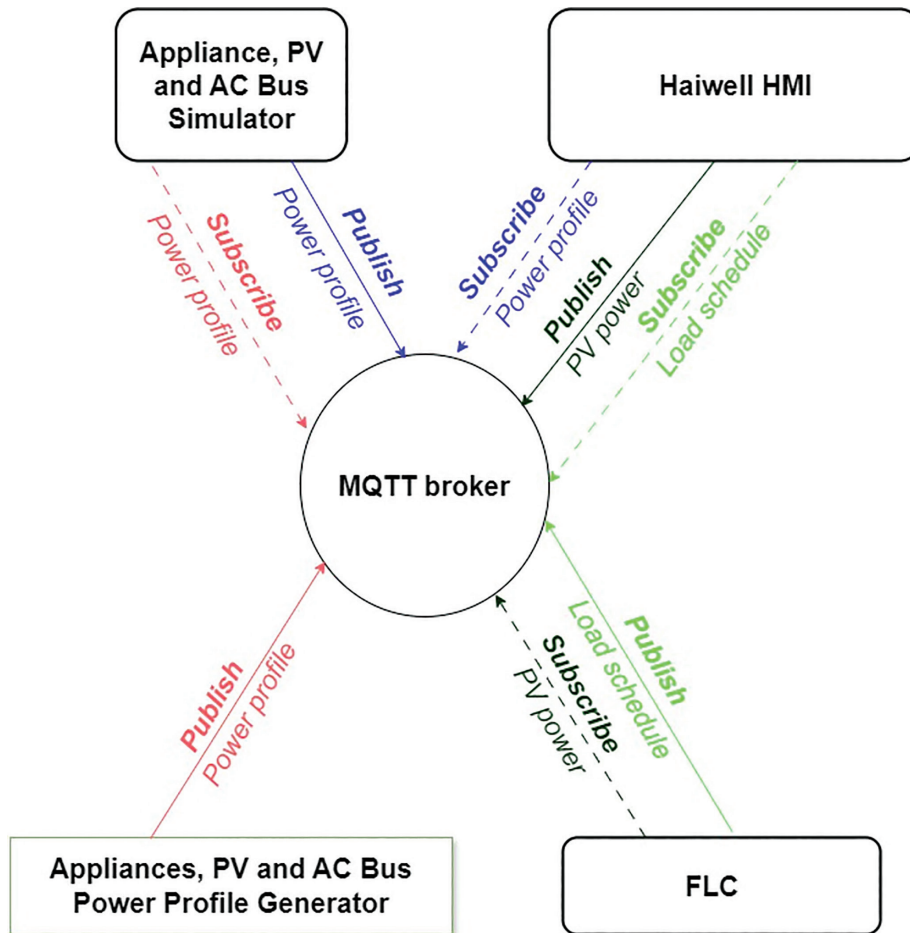 Appliance, PV
and AC Bus
Simulator
Haiwell HMI
Subscribe
Power profile
Publish
Power profile
Subscribe
Power profile
Publish
PV power
Subscribe
Load schedule
MQTT broker
Publish
Power profile
Subscribe
PV power
Publish
Load schedule
Appliances, PV and AC Bus
Power Profile Generator
FLC